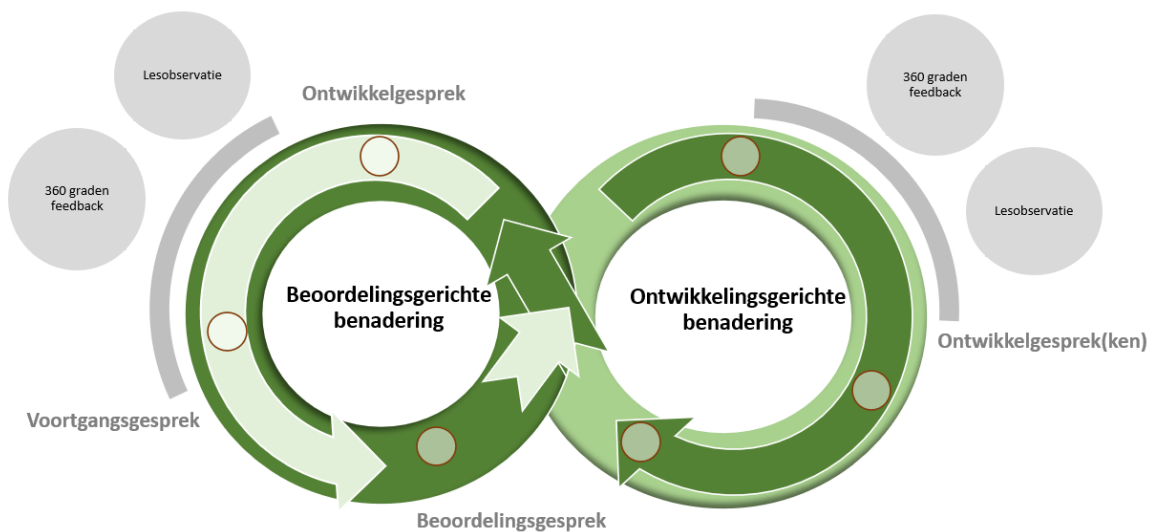 Lesobservatie
360 graden
feedback
Ontwikkelgesprek
360 graden
feedback
Lesobservatie
Beoordelingsgerichte
benadering
Ontwikkelingsgerichte
benadering
Ontwikkelgesprek(ken)
Voortgangsgesprek
Beoordelingsgesprek